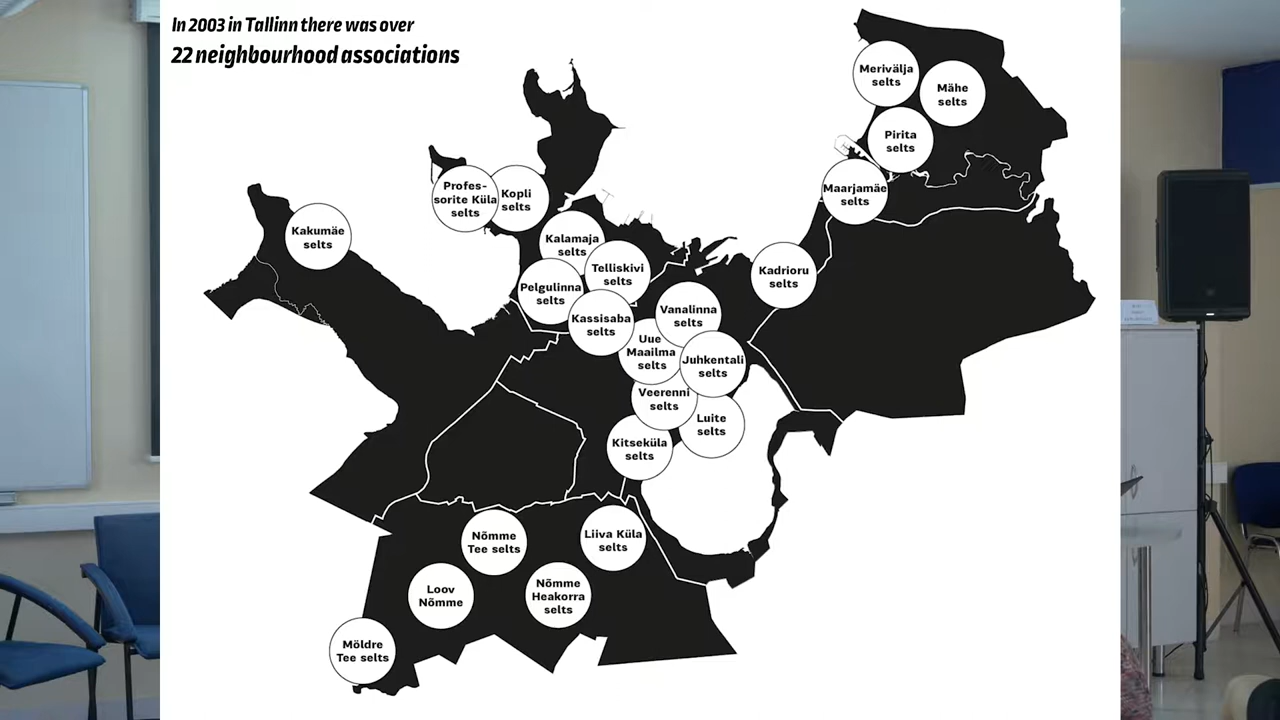 In 2003 in Tallinn there was over
22 neighbourhood associations
Merivälja
selts
Mähe
selts
Pirita
selts
Maarjamäe
selts
Profes-
sorite Küla
selts
Kopli
selts
Kakumäe
selts
Kalamaja
selts
Telliskivi
selts
Kadrioru
selts
Pelgulinna
selts
Kassisaba
selts
Vanalinna
selts
Uue
Maailma
selts
Juhkentali
selts
Veerenni
selts
Luite
selts
Kitseküla
selts
Nõmme
Tee selts
Liiva Küla
selts
Loov
Nõmme
Nõmme
Heakorra
selts
Möldre
Tee selts